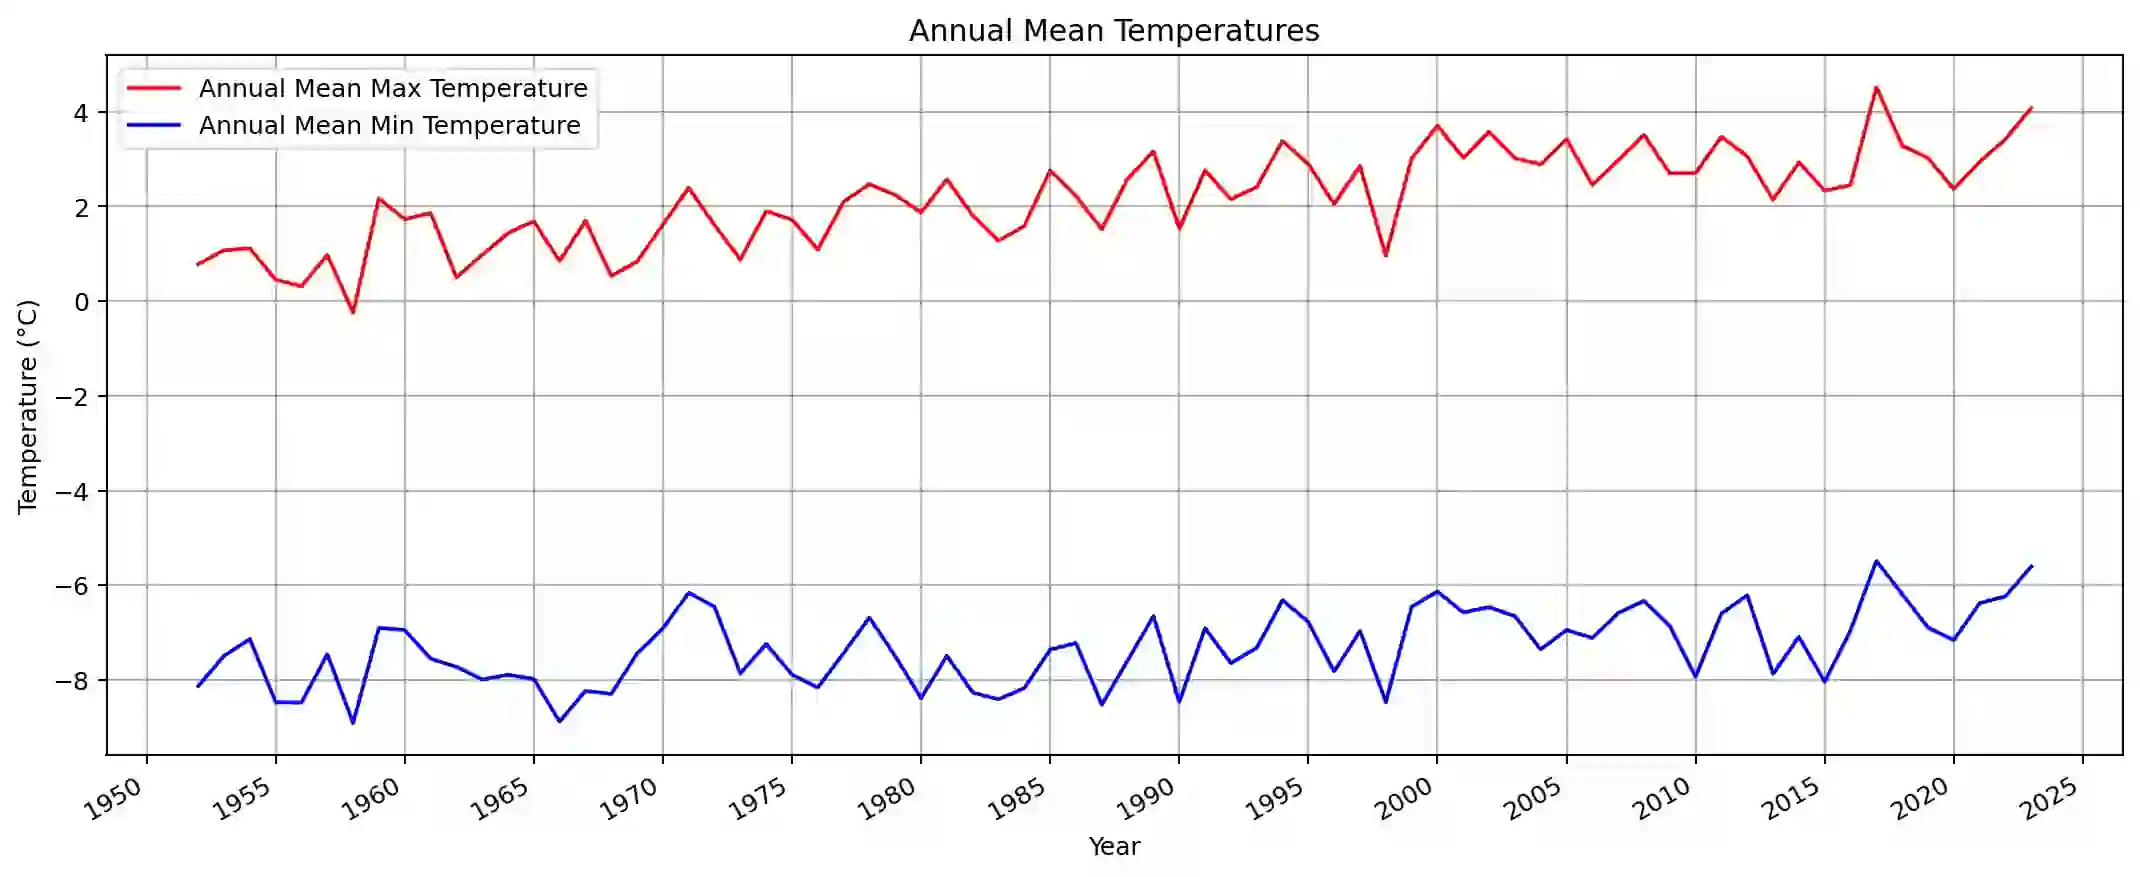 Annual Mean Temperatures
Annual Mean Max Temperature
Annual Mean Min Temperature
Temperature (°C)
4
2
0
−2
−4
−6
−8
1950 1955 1960 1965 1970 1975 1980 1985 1990 1995 2000 2005 2010 2015 2020 2025
Year